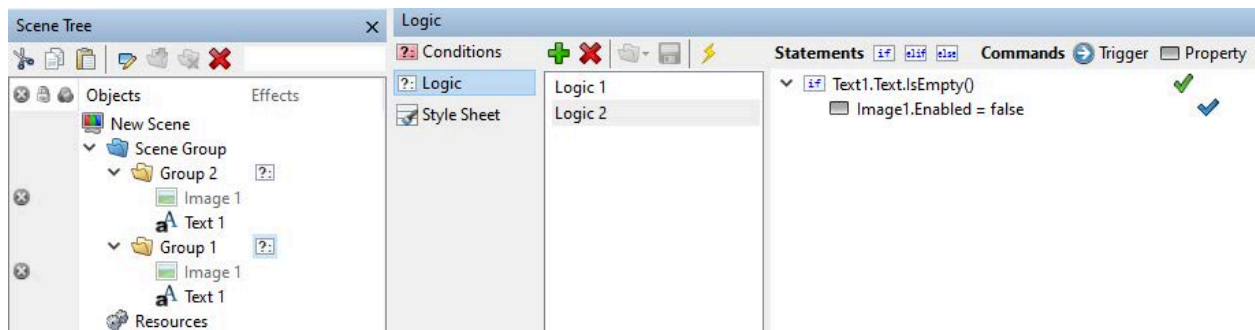 Scene Tree
Objects Effects
New Scene
Scene Group
Group 2 ?:
Image 1
aA Text 1
Group 1 ?:
Image 1
aA Text 1
Resources
Logic
?: Conditions
?: Logic
Style Sheet
Logic 1
Logic 2
Statements if elif else Commands Trigger Property
if Text1.Text.IsEmpty()
Image1.Enabled = false